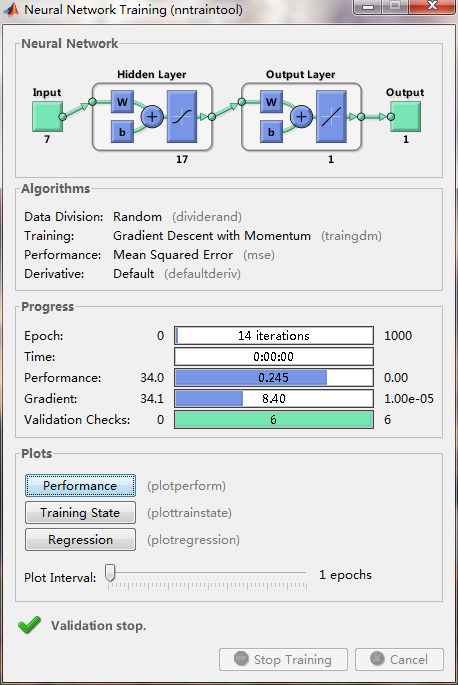 Neural Network Training (nntraintool)
Neural Network
Hidden Layer Output Layer
Input Output
W W
b b
+ +
7 17 1 1
Algorithms
Data Division: Random (dividerand)
Training: Gradient Descent with Momentum (traingdm)
Performance: Mean Squared Error (mse)
Derivative: Default (defaultderiv)
Progress
Epoch: 0 14 iterations 1000
Time: 0:00:00
Performance: 34.0 0.245 0.00
Gradient: 34.1 8.40 1.00e-05
Validation Checks: 0 6 6
Plots
Performance (plotperform)
Training State (plottrainstate)
Regression (plotregression)
Plot Interval: 1 epochs
Validation stop.
Stop Training Cancel